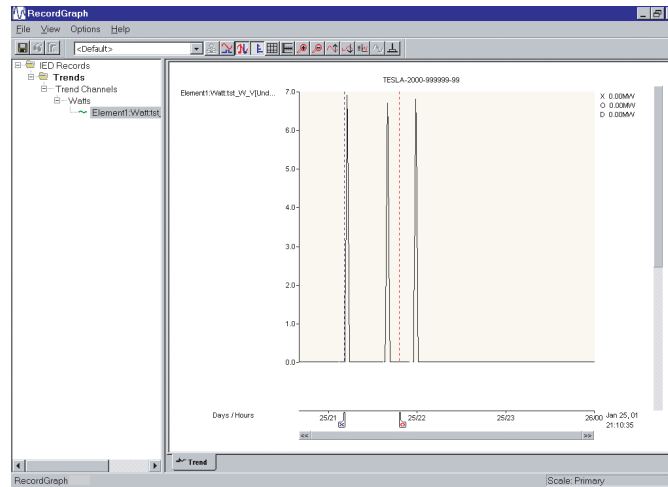 RecordGraph
File View Options Help
<Default>
IED Records
Trends
Trend Channels
Watts
Element1:Watt:tst_
TESLA-2000-999999-99
Element1:Watt:tst_W_V[Und...
X 0.00MW
O 0.00MW
D 0.00MW
7.0
6.0
5.0
4.0
3.0
2.0
1.0
0.0
Days / Hours
25/21 25/22 25/23 26/00
Jan 25, 01
21:10:35
X O
<< >>
Trend
RecordGraph
Scale: Primary